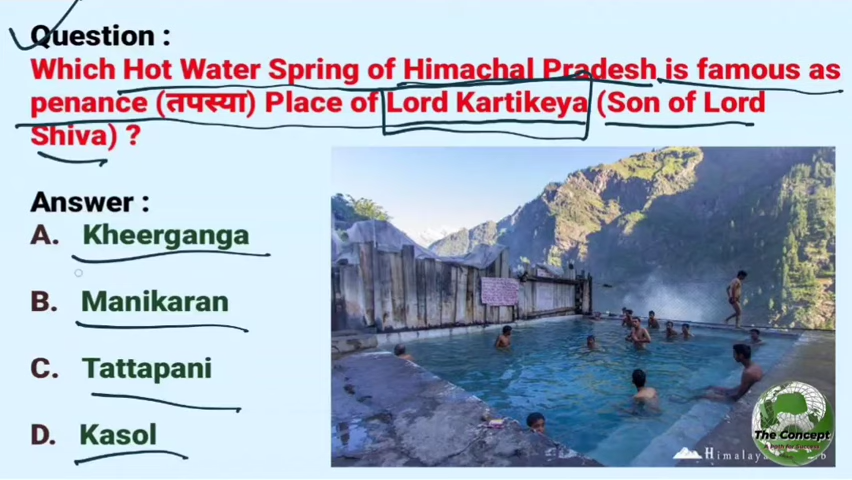 Question :
Which Hot Water Spring of Himachal Pradesh is famous as
penance (तपस्या) Place of Lord Kartikeya (Son of Lord
Shiva) ?
Answer :
A. Kheerganga
B. Manikaran
C. Tattapani
D. Kasol
The Concept